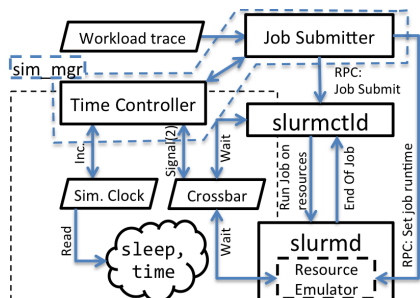 Workload trace
Job Submitter
sim_mgr
RPC:
Job Submit
Time Controller
slurmctld
Inc.
Signal(2)
Wait
Run Job on
resources
End Of Job
RPC: Set job runtime
Sim. Clock
Crossbar
Read
sleep,
time
Wait
slurmd
Resource
Emulator